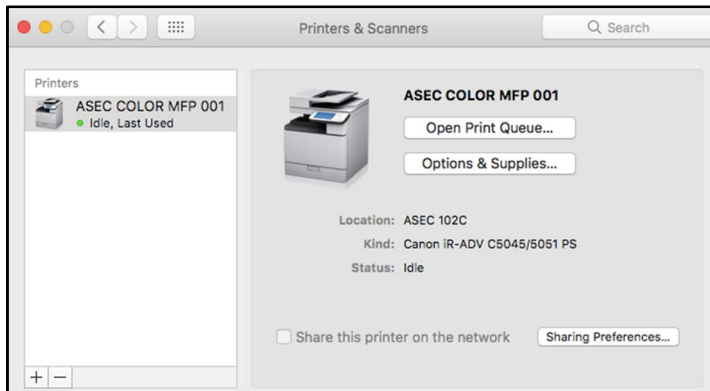 Printers & Scanners
Search
Printers
ASEC COLOR MFP 001
Idle, Last Used
ASEC COLOR MFP 001
Open Print Queue...
Options & Supplies...
Location: ASEC 102C
Kind: Canon iR-ADV C5045/5051 PS
Status: Idle
Share this printer on the network
Sharing Preferences...
+ −